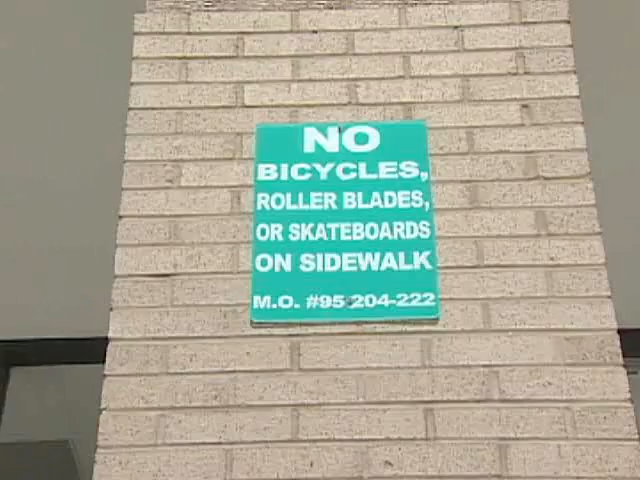 NO
BICYCLES,
ROLLER BLADES,
OR SKATEBOARDS
ON SIDEWALK
M.O. #95-204-222